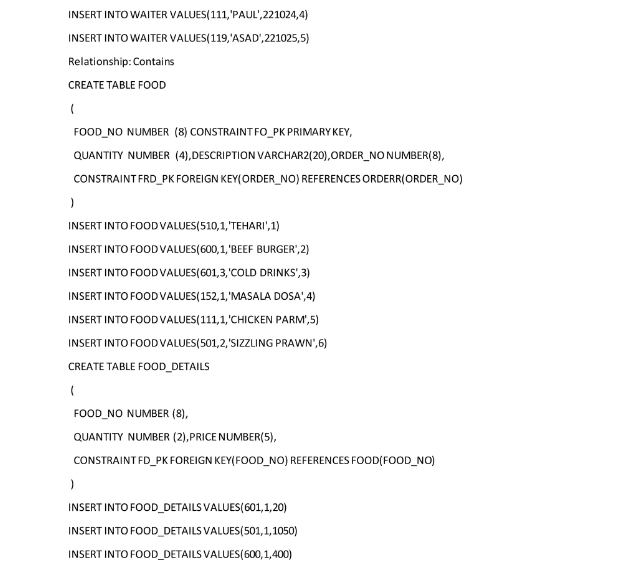 INSERT INTO WAITER VALUES(111,'PAUL',221024,4)
INSERT INTO WAITER VALUES(119,'ASAD',221025,5)
Relationship: Contains
CREATE TABLE FOOD
(
FOOD_NO NUMBER (8) CONSTRAINT FO_PK PRIMARY KEY,
QUANTITY NUMBER (4),DESCRIPTION VARCHAR2(20),ORDER_NO NUMBER(8),
CONSTRAINT FRD_PK FOREIGN KEY(ORDER_NO) REFERENCES ORDERR(ORDER_NO)
)
INSERT INTO FOOD VALUES(510,1,'TEHARI',1)
INSERT INTO FOOD VALUES(600,1,'BEEF BURGER',2)
INSERT INTO FOOD VALUES(601,3,'COLD DRINKS',3)
INSERT INTO FOOD VALUES(152,1,'MASALA DOSA',4)
INSERT INTO FOOD VALUES(111,1,'CHICKEN PARM',5)
INSERT INTO FOOD VALUES(501,2,'SIZZLING PRAWN',6)
CREATE TABLE FOOD_DETAILS
(
FOOD_NO NUMBER (8),
QUANTITY NUMBER (2),PRICE NUMBER(5),
CONSTRAINT FD_PK FOREIGN KEY(FOOD_NO) REFERENCES FOOD(FOOD_NO)
)
INSERT INTO FOOD_DETAILS VALUES(601,1,20)
INSERT INTO FOOD_DETAILS VALUES(501,1,1050)
INSERT INTO FOOD_DETAILS VALUES(600,1,400)